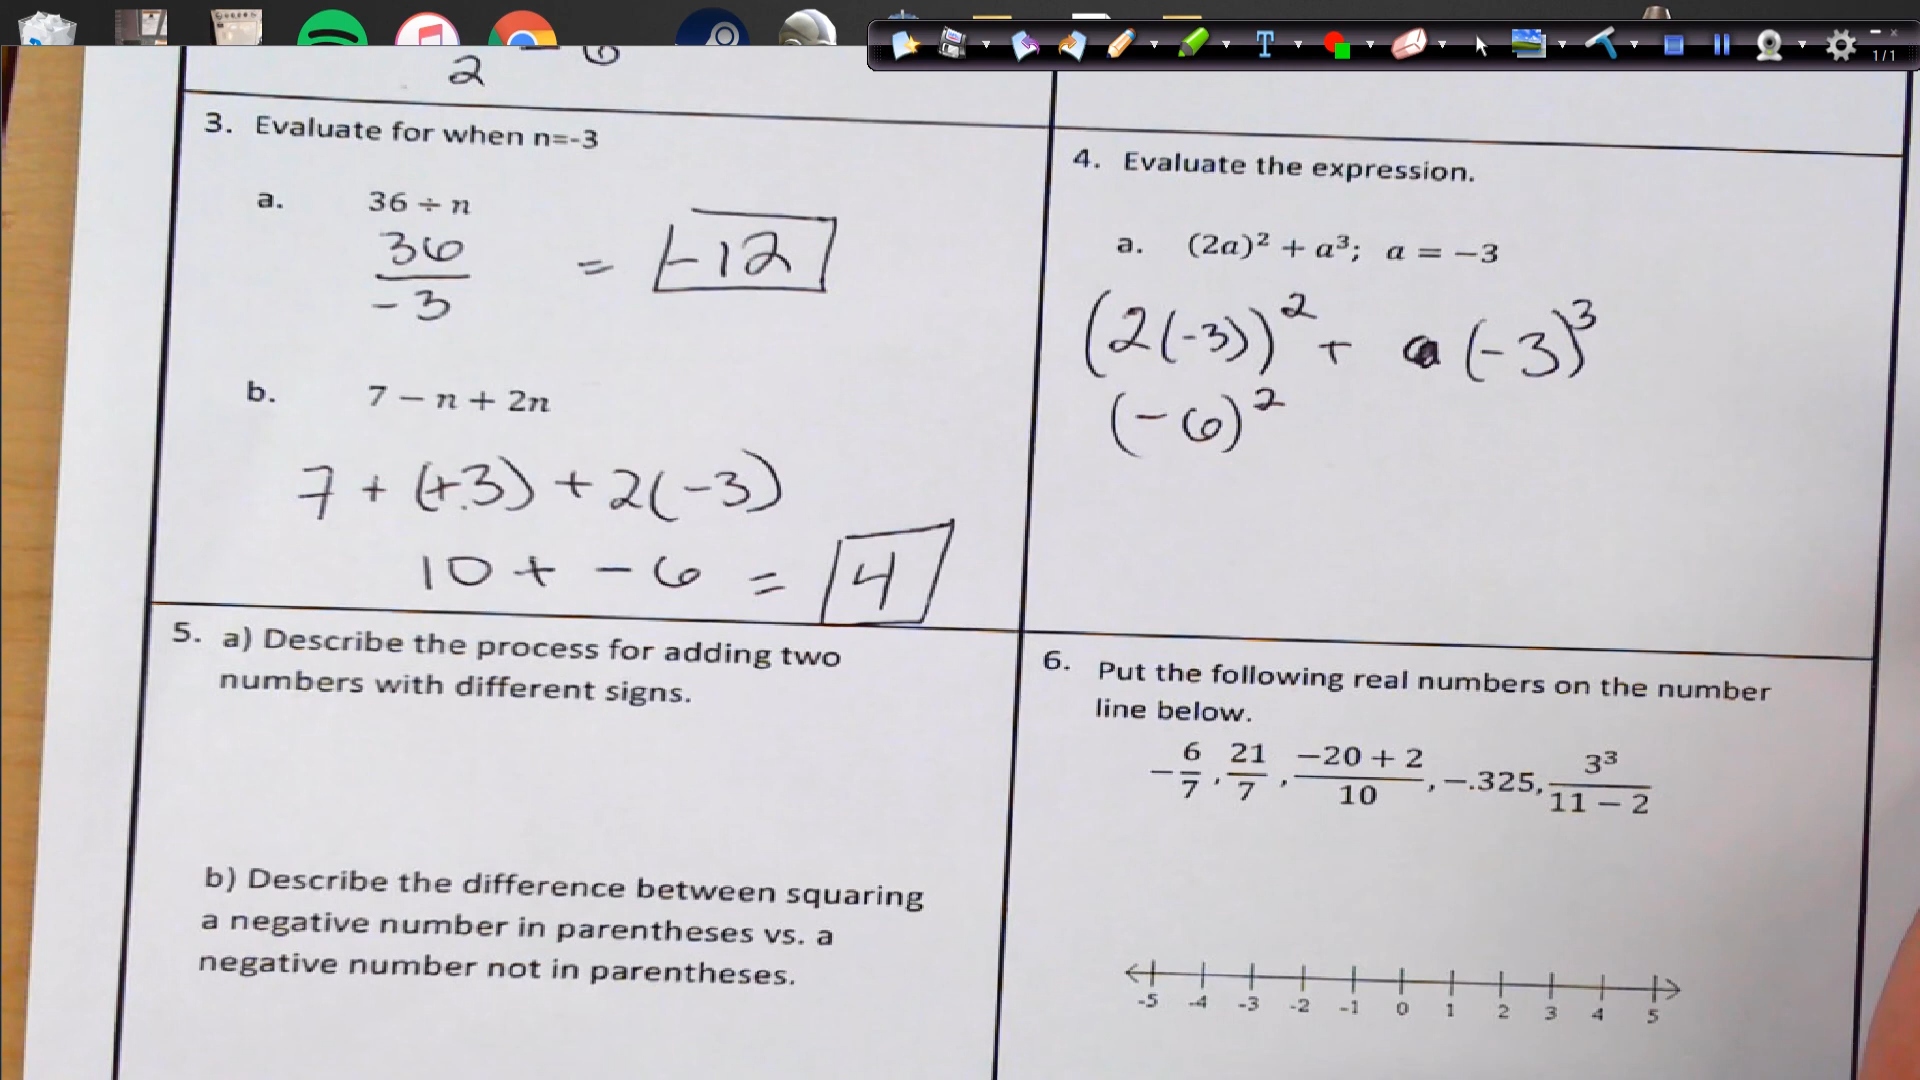 1/1
2
3. Evaluate for when n=-3
a. 36 ÷ n
36
-3
= -12
b. 7 − n + 2n
7 + (+3) + 2(-3)
10 + -6 = 4
4. Evaluate the expression.
a. (2a)² + a³; a = −3
(2(-3))² + (-3)³
(-6)²
5. a) Describe the process for adding two
numbers with different signs.
b) Describe the difference between squaring
a negative number in parentheses vs. a
negative number not in parentheses.
6. Put the following real numbers on the number
line below.
−6/7, 21/7, (−20 + 2)/10, −.325, 3³/(11 − 2)
-5 -4 -3 -2 -1 0 1 2 3 4 5